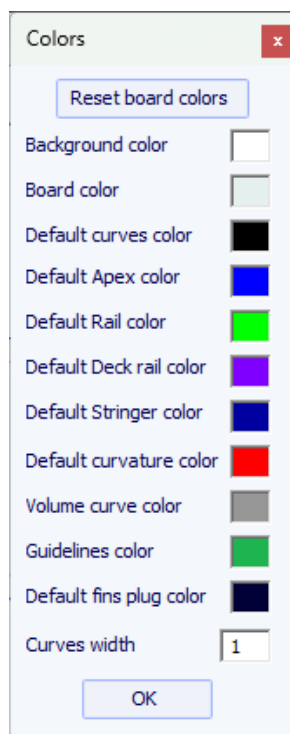 Colors
x
Reset board colors
Background color
Board color
Default curves color
Default Apex color
Default Rail color
Default Deck rail color
Default Stringer color
Default curvature color
Volume curve color
Guidelines color
Default fins plug color
Curves width 1
OK